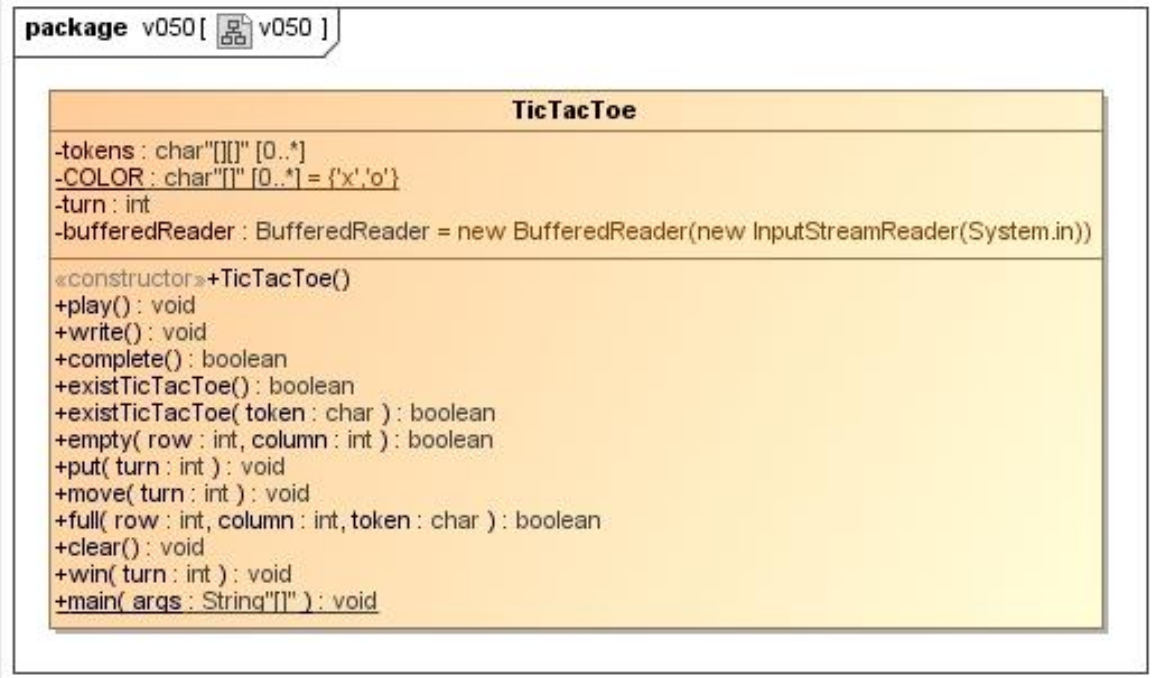 package v050[ v050 ]
TicTacToe
-tokens : char"[][]" [0..*]
-COLOR : char"[]" [0..*] = {'x','o'}
-turn : int
-bufferedReader : BufferedReader = new BufferedReader(new InputStreamReader(System.in))
«constructor»+TicTacToe()
+play() : void
+write() : void
+complete() : boolean
+existTicTacToe() : boolean
+existTicTacToe( token : char ) : boolean
+empty( row : int, column : int ) : boolean
+put( turn : int ) : void
+move( turn : int ) : void
+full( row : int, column : int, token : char ) : boolean
+clear() : void
+win( turn : int ) : void
+main( args : String"[]" ) : void